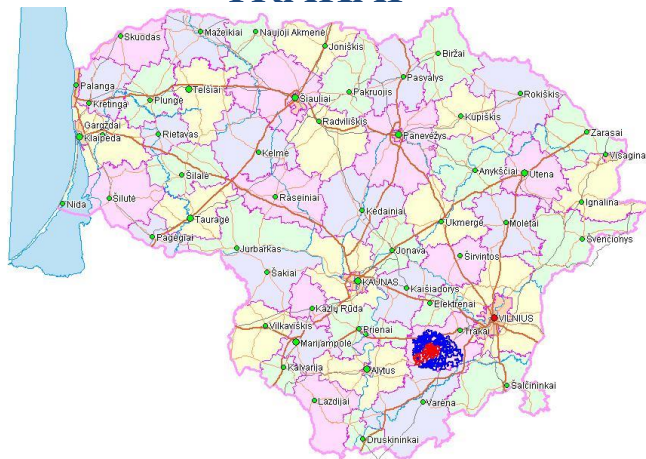 TRAKAI
Skuodas
Mažeikiai
Naujoji Akmenė
Joniškis
Biržai
Palanga
Kretinga
Plungė
Telšiai
Šiauliai
Pakruojis
Pasvalys
Rokiškis
Gargždai
Klaipėda
Rietavas
Radviliškis
Panevėžys
Kupiškis
Zarasai
Visagina
Kelmė
Šilalė
Anykščiai
Utena
Nida
Šilutė
Tauragė
Raseiniai
Kėdainiai
Ukmergė
Molėtai
Ignalina
Švenčionys
Pagėgiai
Jurbarkas
Jonava
Širvintos
Šakiai
KAUNAS
Kaišiadorys
Elektrėnai
Kazlų Rūda
VILNIUS
Vilkaviškis
Prienai
Trakai
Marijampolė
Kalvarija
Alytus
Šalčininkai
Lazdijai
Varėna
Druskininkai